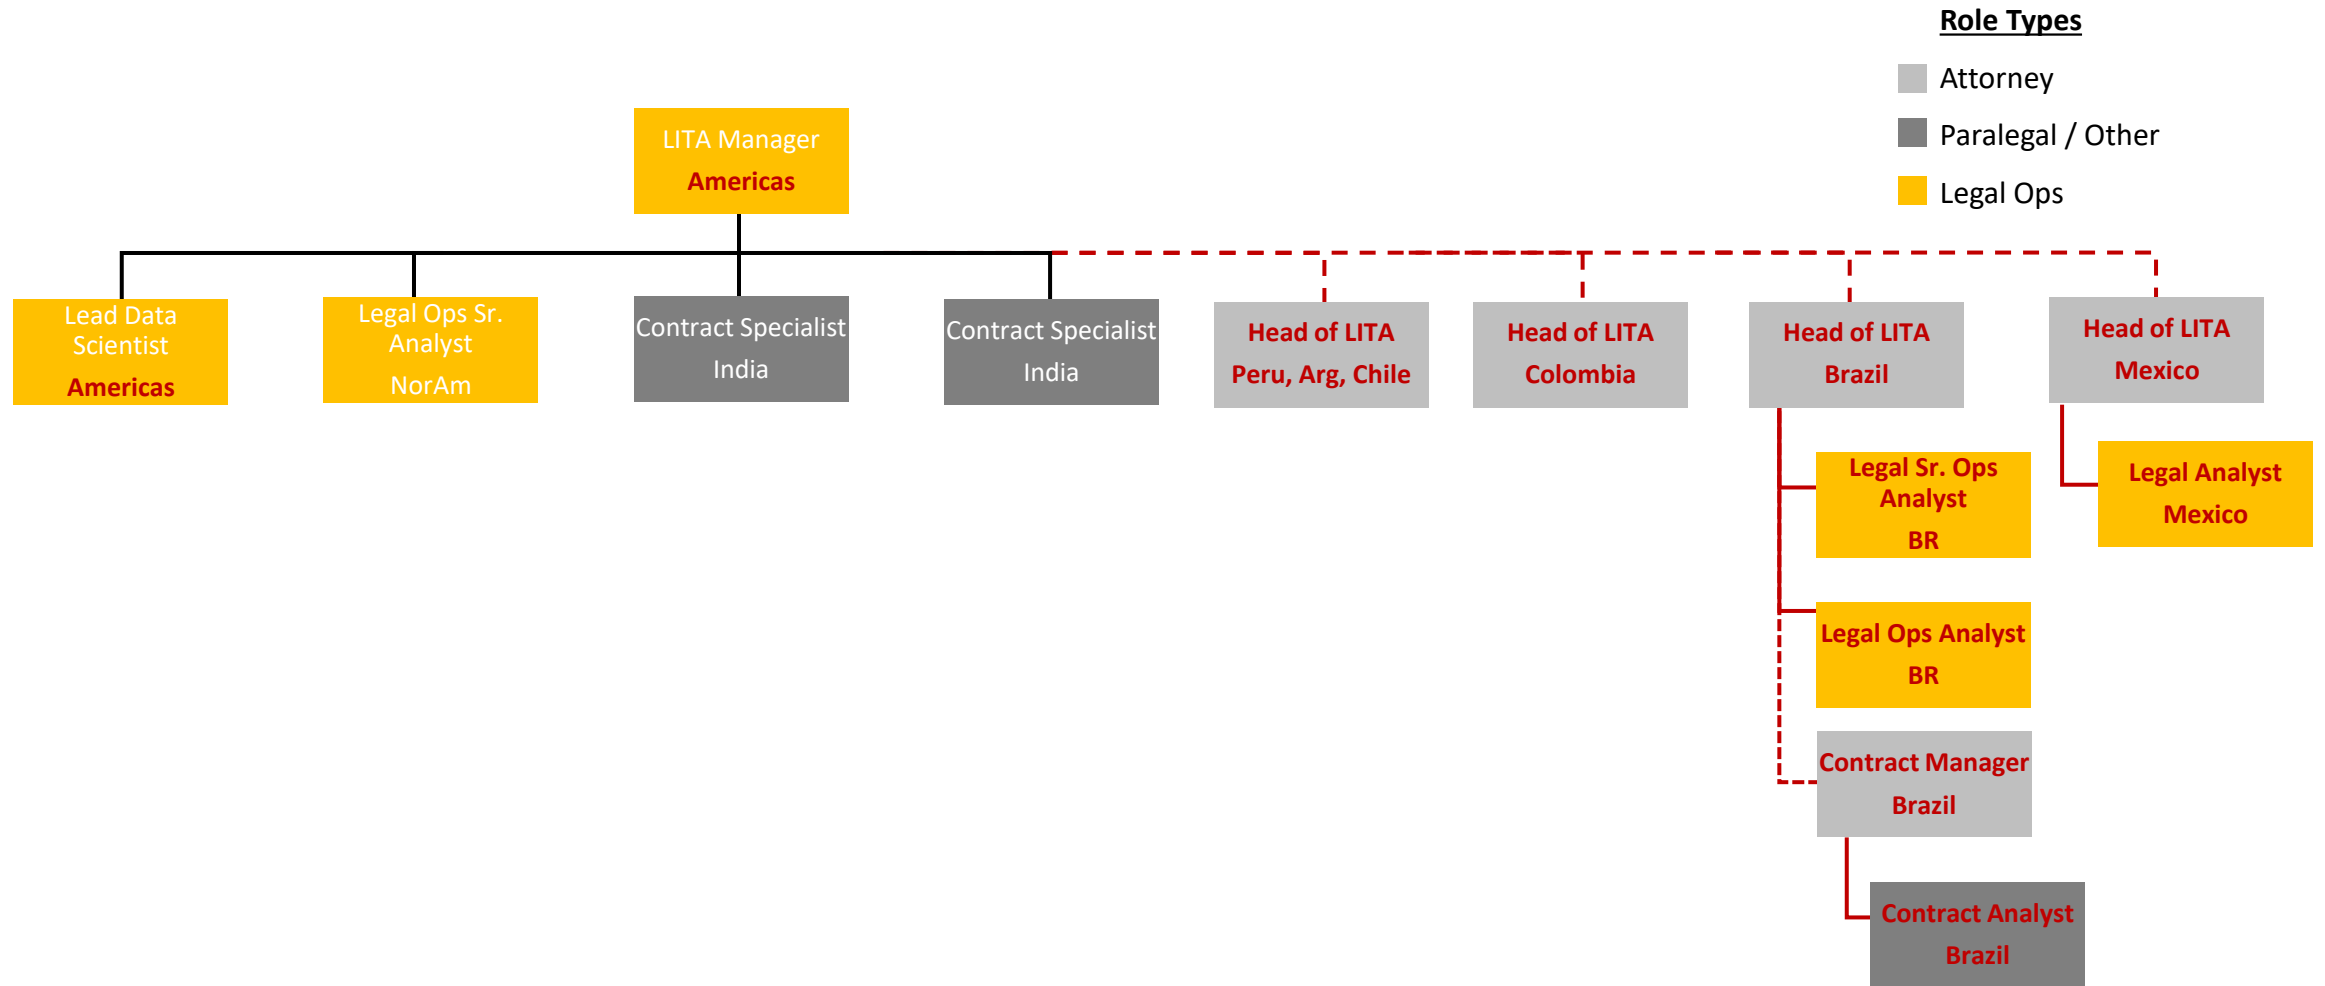 Role Types
Attorney
Paralegal / Other
Legal Ops
LITA Manager
Americas
Lead Data
Scientist
Americas
Legal Ops Sr.
Analyst
NorAm
Contract Specialist
India
Contract Specialist
India
Head of LITA
Peru, Arg, Chile
Head of LITA
Colombia
Head of LITA
Brazil
Head of LITA
Mexico
Legal Sr. Ops
Analyst
BR
Legal Analyst
Mexico
Legal Ops Analyst
BR
Contract Manager
Brazil
Contract Analyst
Brazil